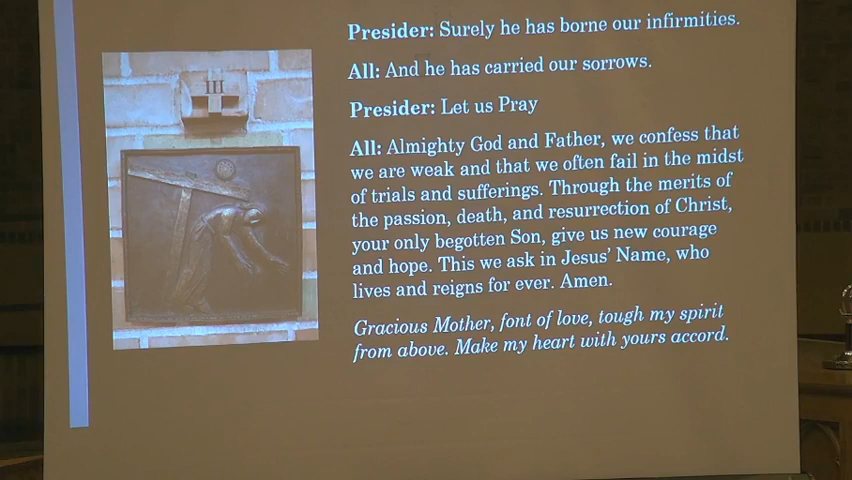 III
Presider: Surely he has borne our infirmities.
All: And he has carried our sorrows.
Presider: Let us Pray
All: Almighty God and Father, we confess that
we are weak and that we often fail in the midst
of trials and sufferings. Through the merits of
the passion, death, and resurrection of Christ,
your only begotten Son, give us new courage
and hope. This we ask in Jesus’ Name, who
lives and reigns for ever. Amen.
Gracious Mother, font of love, tough my spirit
from above. Make my heart with yours accord.